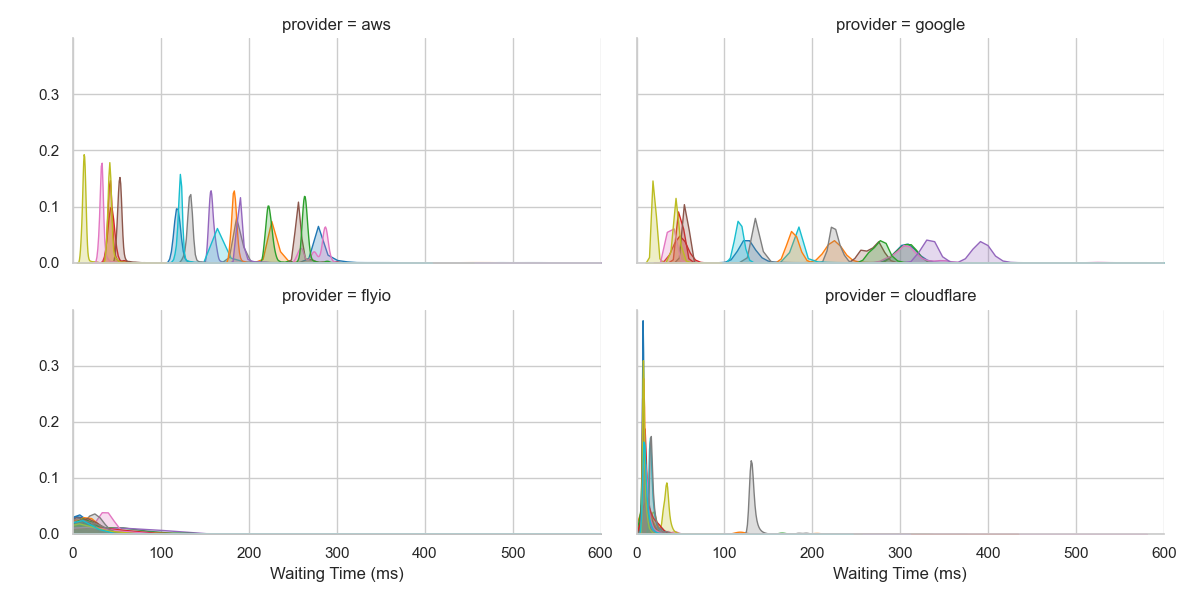 provider = aws
provider = google
0.3
0.2
0.1
0.0
provider = flyio
provider = cloudflare
0.3
0.2
0.1
0.0
0 100 200 300 400 500 600
0 100 200 300 400 500 600
Waiting Time (ms)
Waiting Time (ms)